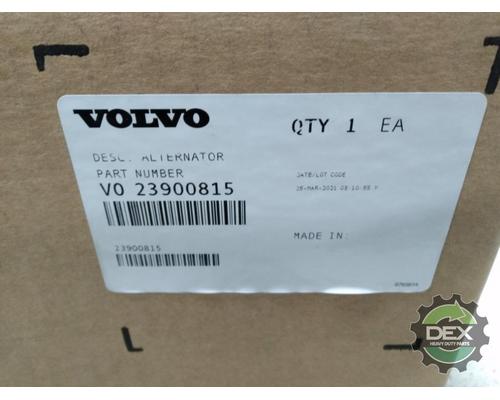 VOLVO
QTY 1 EA
DESC: ALTERNATOR
PART NUMBER
VO 23900815
DATE/LOT CODE
MADE IN:
23900815
DEX
HEAVY DUTY PARTS